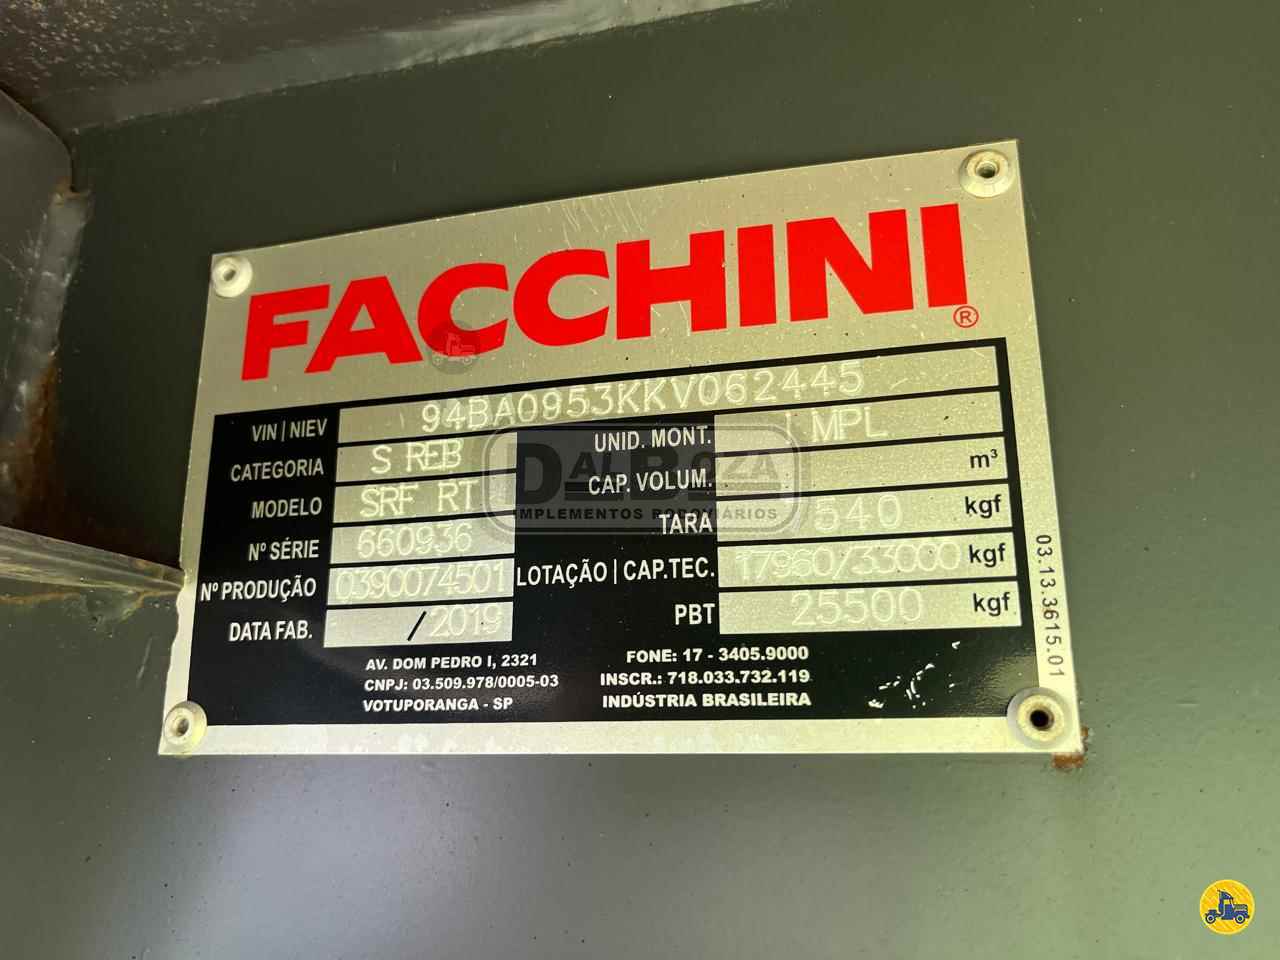 FACCHINI®
VIN | NIEV 94BA0953KKV062445
CATEGORIA S REB UNID. MONT. IMPL
MODELO SRF RT CAP. VOLUM. m³
Nº SÉRIE 660936 TARA 7540 kgf
Nº PRODUÇÃO 0390074501 LOTAÇÃO | CAP.TEC. 17960/33000 kgf
DATA FAB. /2019 PBT 25500 kgf
AV. DOM PEDRO I, 2321 FONE: 17 - 3405.9000
CNPJ: 03.509.978/0005-03 INSCR.: 718.033.732.119
VOTUPORANGA - SP INDÚSTRIA BRASILEIRA
03.13.3615.01
DALBOZA
IMPLEMENTOS RODOVIÁRIOS